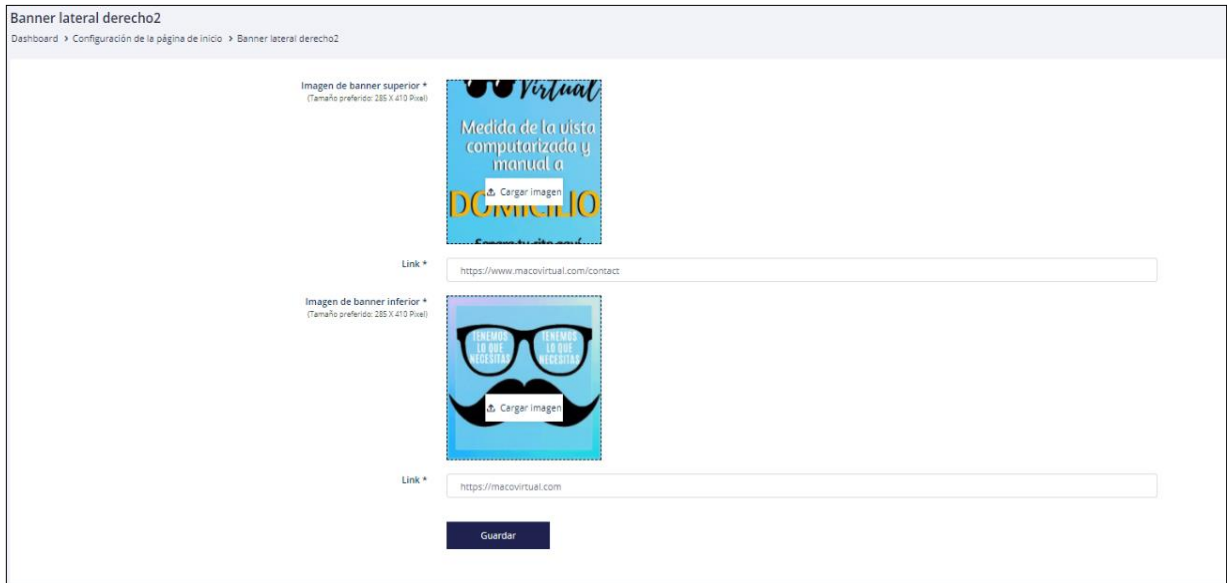 Banner lateral derecho2
Dashboard > Configuración de la página de inicio > Banner lateral derecho2
Imagen de banner superior *
(Tamaño preferido: 285 X 410 Pixel)
Virtual
Medida de la vista
computarizada y
manual a
Cargar imagen
DOMICILIO
Link *
https://www.macovirtual.com/contact
Imagen de banner inferior *
(Tamaño preferido: 285 X 410 Pixel)
TENEMOS TENEMOS
LO QUE LO QUE
NECESITAS NECESITAS
Cargar imagen
Link *
https://macovirtual.com
Guardar